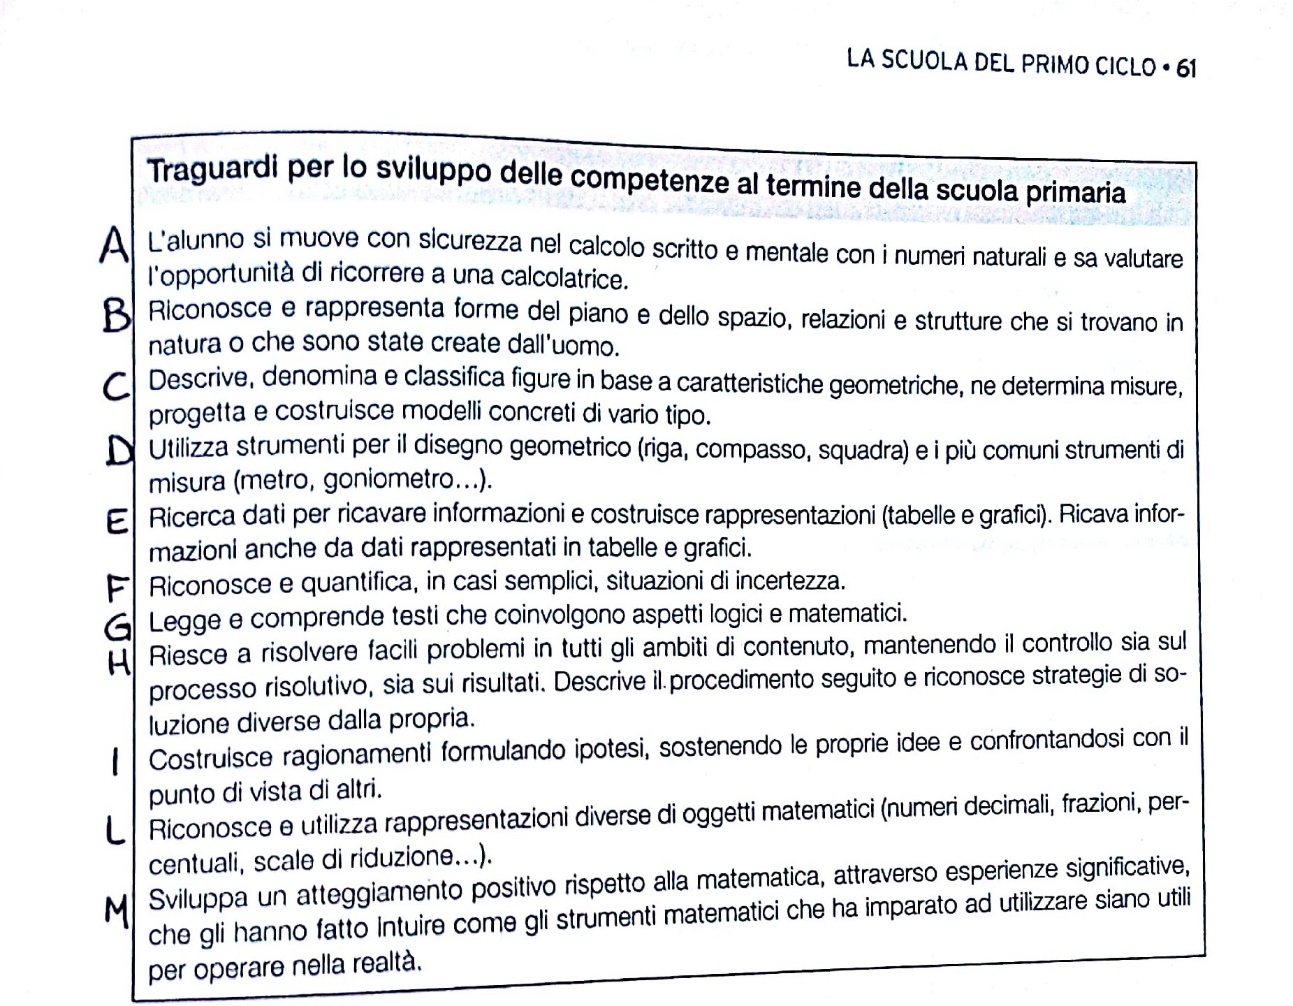 LA SCUOLA DEL PRIMO CICLO • 61
Traguardi per lo sviluppo delle competenze al termine della scuola primaria
A L'alunno si muove con sicurezza nel calcolo scritto e mentale con i numeri naturali e sa valutare
l'opportunità di ricorrere a una calcolatrice.
B Riconosce e rappresenta forme del piano e dello spazio, relazioni e strutture che si trovano in
natura o che sono state create dall'uomo.
C Descrive, denomina e classifica figure in base a caratteristiche geometriche, ne determina misure,
progetta e costruisce modelli concreti di vario tipo.
D Utilizza strumenti per il disegno geometrico (riga, compasso, squadra) e i più comuni strumenti di
misura (metro, goniometro...).
E Ricerca dati per ricavare informazioni e costruisce rappresentazioni (tabelle e grafici). Ricava infor-
mazioni anche da dati rappresentati in tabelle e grafici.
F Riconosce e quantifica, in casi semplici, situazioni di incertezza.
G Legge e comprende testi che coinvolgono aspetti logici e matematici.
H Riesce a risolvere facili problemi in tutti gli ambiti di contenuto, mantenendo il controllo sia sul
processo risolutivo, sia sui risultati. Descrive il procedimento seguito e riconosce strategie di so-
luzione diverse dalla propria.
I Costruisce ragionamenti formulando ipotesi, sostenendo le proprie idee e confrontandosi con il
punto di vista di altri.
L Riconosce e utilizza rappresentazioni diverse di oggetti matematici (numeri decimali, frazioni, per-
centuali, scale di riduzione...).
M Sviluppa un atteggiamento positivo rispetto alla matematica, attraverso esperienze significative,
che gli hanno fatto intuire come gli strumenti matematici che ha imparato ad utilizzare siano utili
per operare nella realtà.